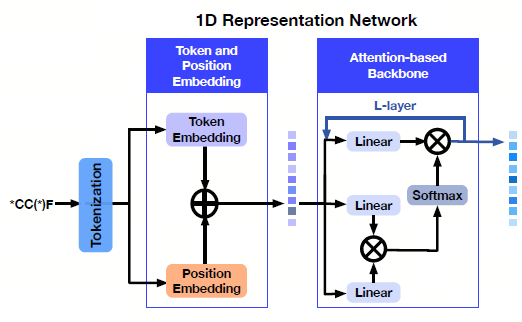 1D Representation Network
Token and
Position
Embedding
Attention-based
Backbone
L-layer
Token
Embedding
Linear
*CC(*)F
Tokenization
Softmax
Linear
Position
Embedding
Linear